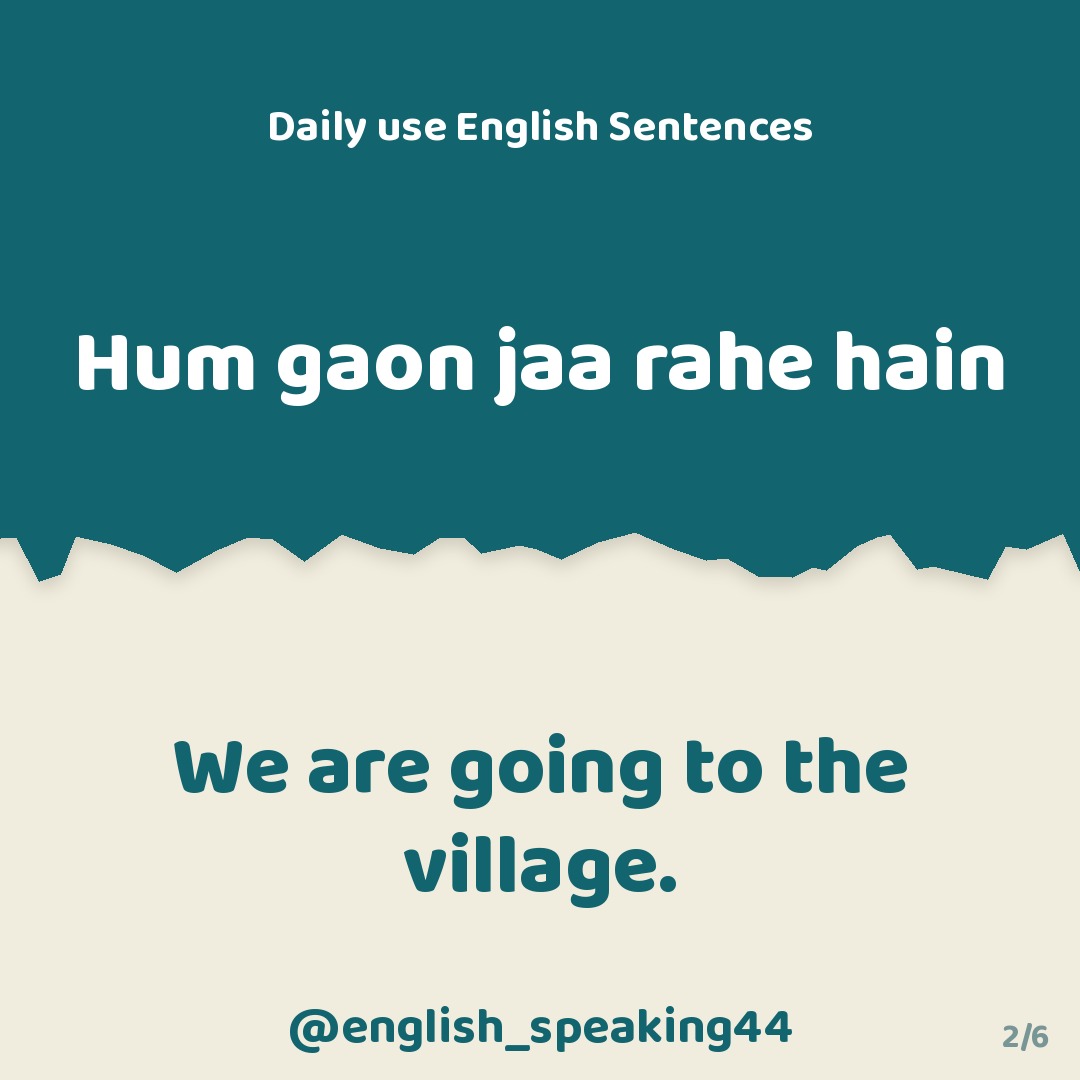 Daily use English Sentences
Hum gaon jaa rahe hain
We are going to the
village.
@english_speaking44
2/6